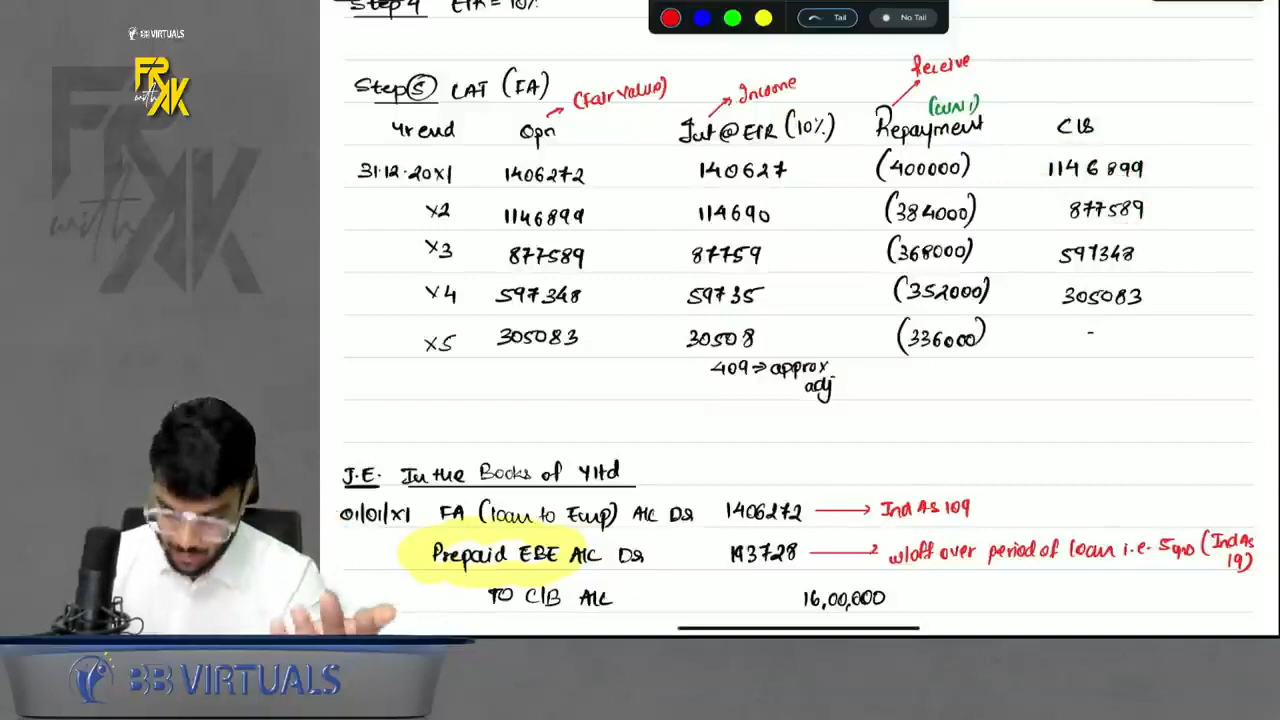 Step 4 EIR = 10%
Tail
No Tail
BB VIRTUALS
FR
with
AK
Step 5 LAT (FA)
(Fair Value)
Income
Receive
(WN 1)
Yr end Opn Int @ EIR (10%) Repayment C/B
31.12.20X1 1406272 140627 (400000) 1146899
X2 1146899 114690 (384000) 877589
X3 877589 87759 (368000) 597348
X4 597348 59735 (352000) 305083
X5 305083 30508 (336000) -
409 ⇒ approx
adj
J.E. In the Books of Y ltd
01/01/X1 FA (loan to Emp) A/c Dr 1406272 → Ind AS 109
Prepaid EBE A/c Dr 193728 → w/off over period of loan i.e. 5 yrs (Ind As 19)
To C/B A/c 16,00,000
BB VIRTUALS